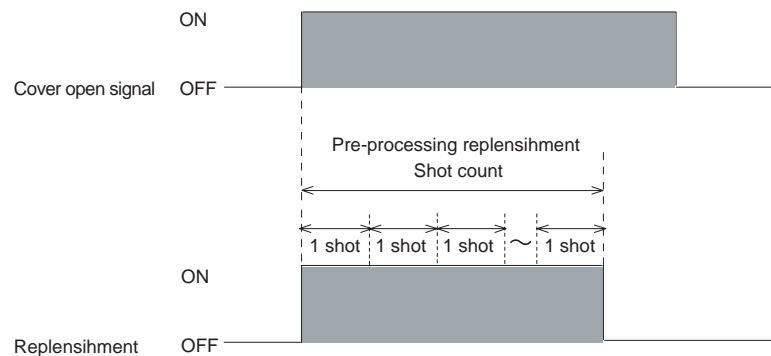 ON
Cover open signal OFF
Pre-processing replensihment
Shot count
1 shot 1 shot 1 shot ～ 1 shot
ON
Replensihment OFF